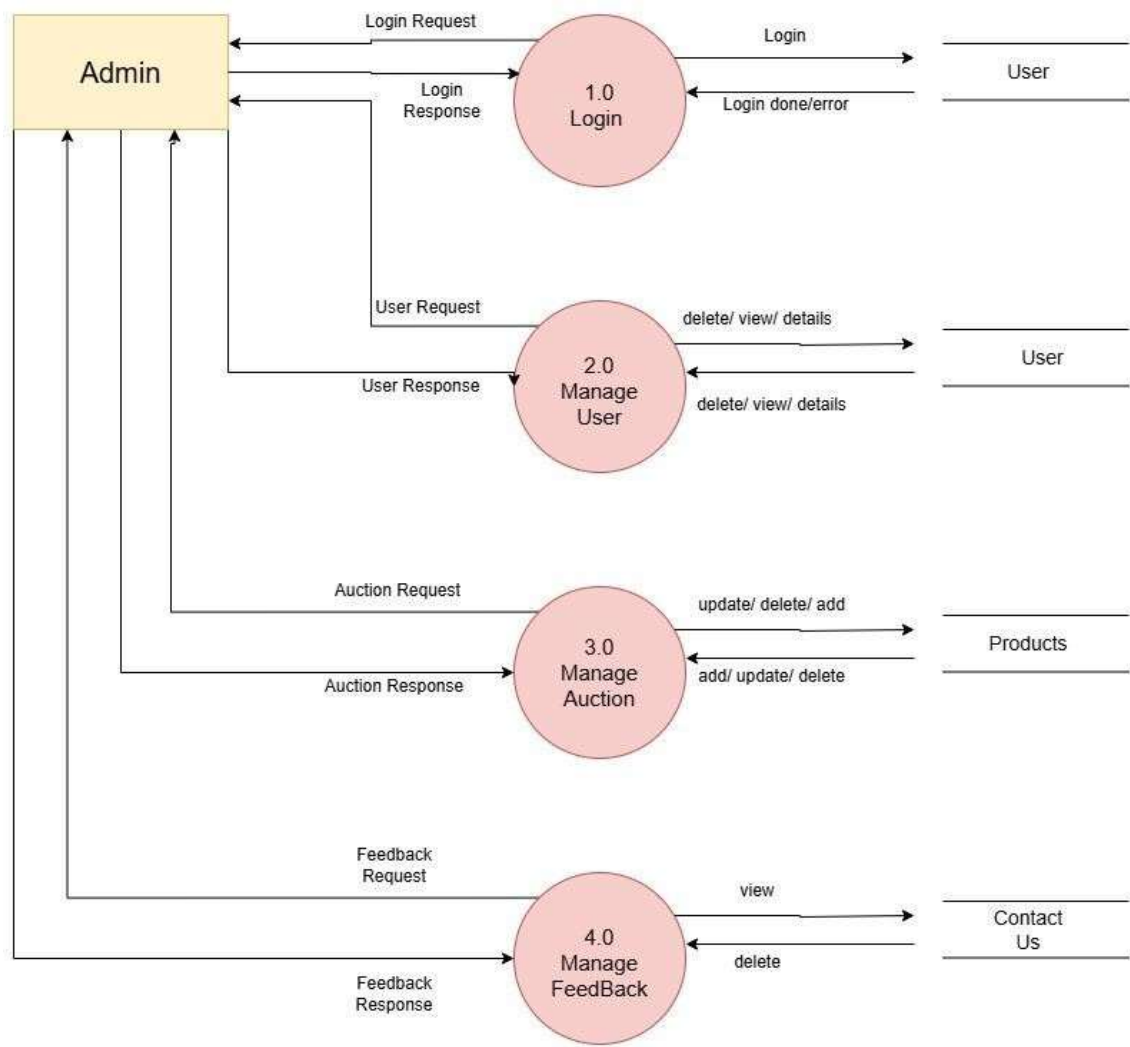 Login Request
Admin
Login
Response
1.0
Login
Login
Login done/error
User
User Request
User Response
2.0
Manage
User
delete/ view/ details
delete/ view/ details
User
Auction Request
Auction Response
3.0
Manage
Auction
update/ delete/ add
add/ update/ delete
Products
Feedback
Request
Feedback
Response
4.0
Manage
FeedBack
view
delete
Contact
Us